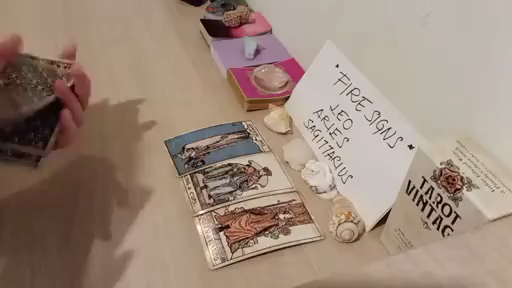 FIRE SIGNS
LEO
ARIES
SAGITTARIUS
TAROT
VINTAG